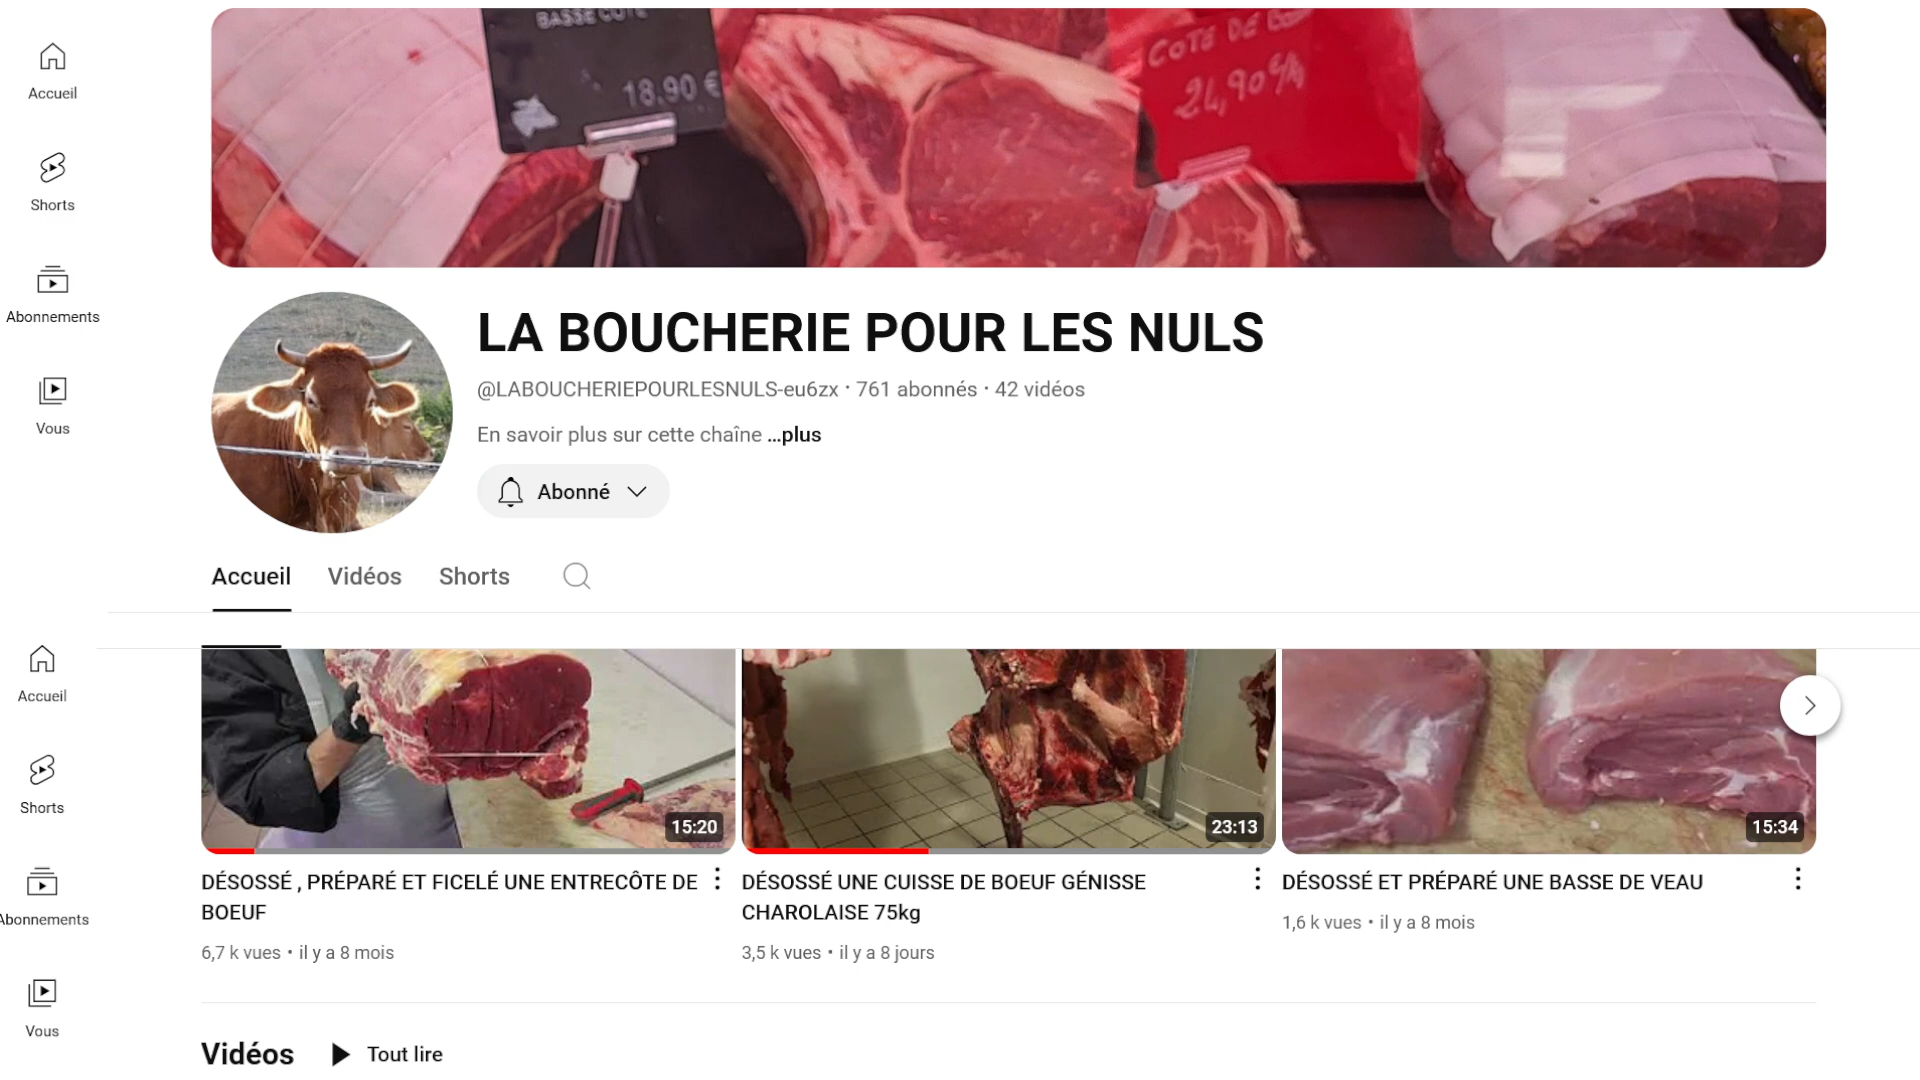 BASSE COTE
18.90 €
COTE DE
Accueil
Shorts
Abonnements
Vous
LA BOUCHERIE POUR LES NULS
@LABOUCHERIEPOURLESNULS-eu6zx • 761 abonnés • 42 vidéos
En savoir plus sur cette chaîne ...plus
Abonné
Accueil Vidéos Shorts
Accueil
Shorts
Abonnements
Vous
15:20
23:13
15:34
DÉSOSSÉ , PRÉPARÉ ET FICELÉ UNE ENTRECÔTE DE
BOEUF
6,7 k vues • il y a 8 mois
DÉSOSSÉ UNE CUISSE DE BOEUF GÉNISSE
CHAROLAISE 75kg
3,5 k vues • il y a 8 jours
DÉSOSSÉ ET PRÉPARÉ UNE BASSE DE VEAU
1,6 k vues • il y a 8 mois
Vidéos Tout lire